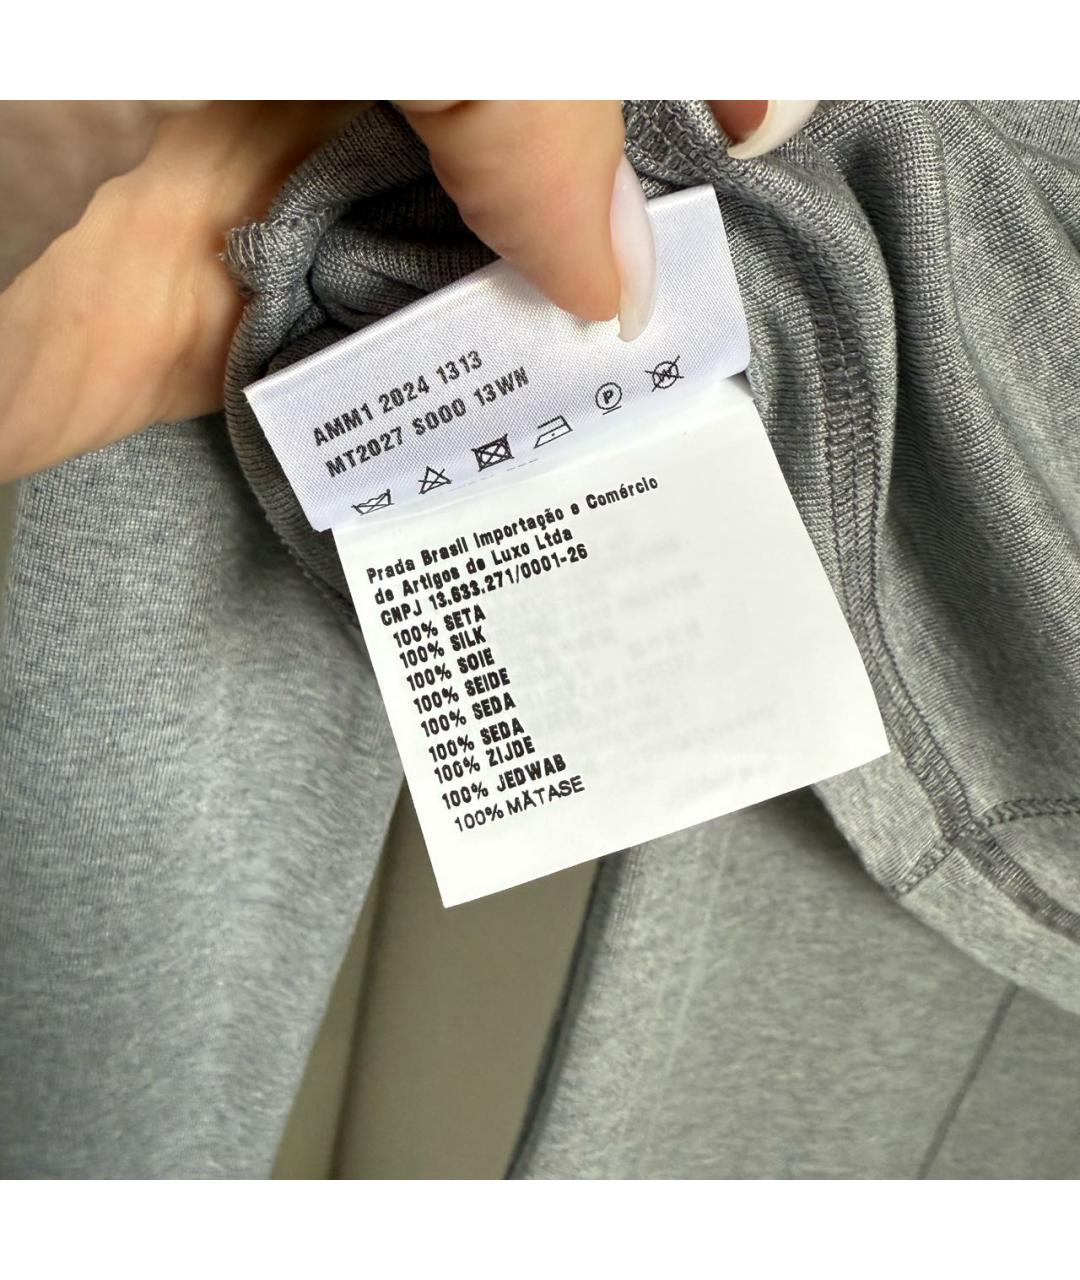 AMM1 2024 1313
MT2027 S000 13WN
P
W
Prada Brasil Importação e Comércio
de Artigos de Luxo Ltda
CNPJ 13.633.271/0001-26
100% SETA
100% SILK
100% SOIE
100% SEIDE
100% SEDA
100% SEDA
100% ZIJDE
100% JEDWAB
100% MĂTASE